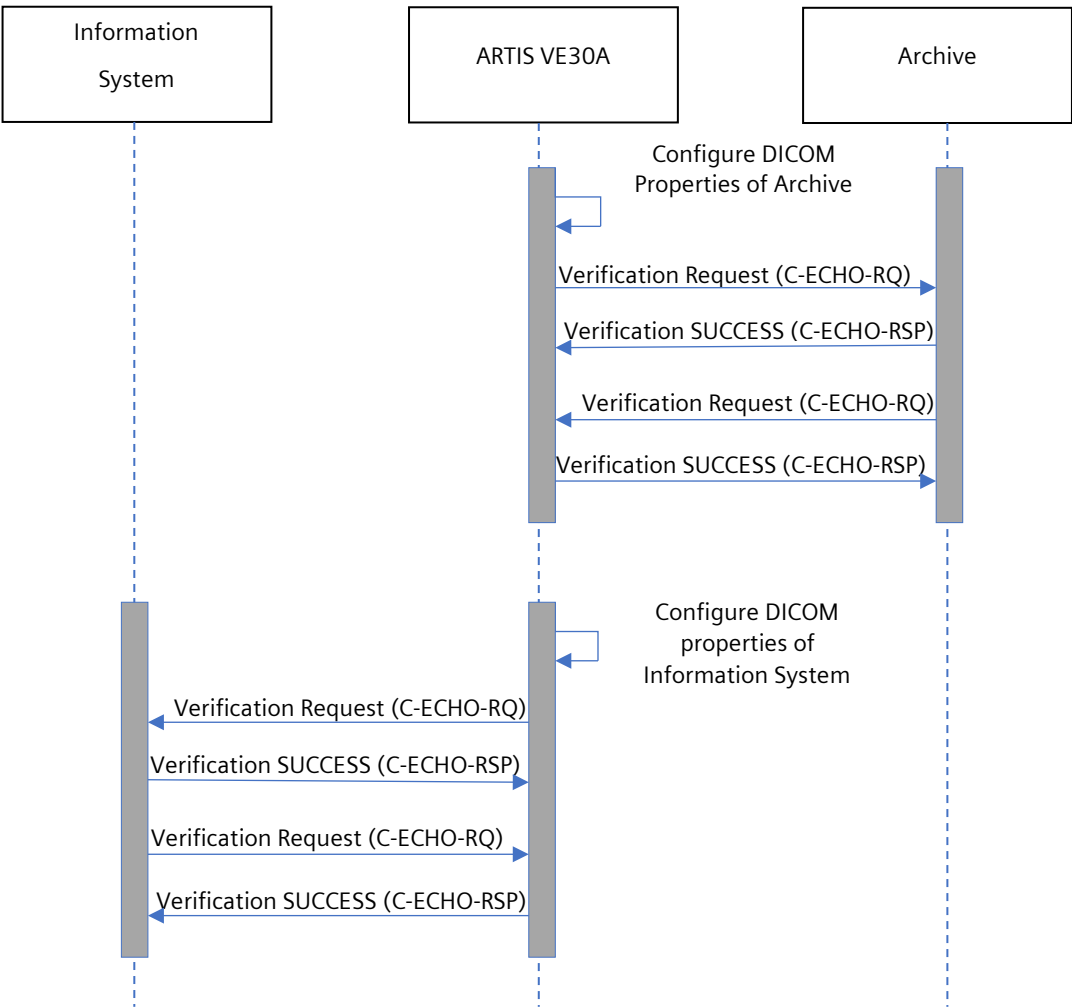 Information
System
ARTIS VE30A
Archive
Configure DICOM
Properties of Archive
Verification Request (C-ECHO-RQ)
Verification SUCCESS (C-ECHO-RSP)
Verification Request (C-ECHO-RQ)
Verification SUCCESS (C-ECHO-RSP)
Configure DICOM
properties of
Information System
Verification Request (C-ECHO-RQ)
Verification SUCCESS (C-ECHO-RSP)
Verification Request (C-ECHO-RQ)
Verification SUCCESS (C-ECHO-RSP)